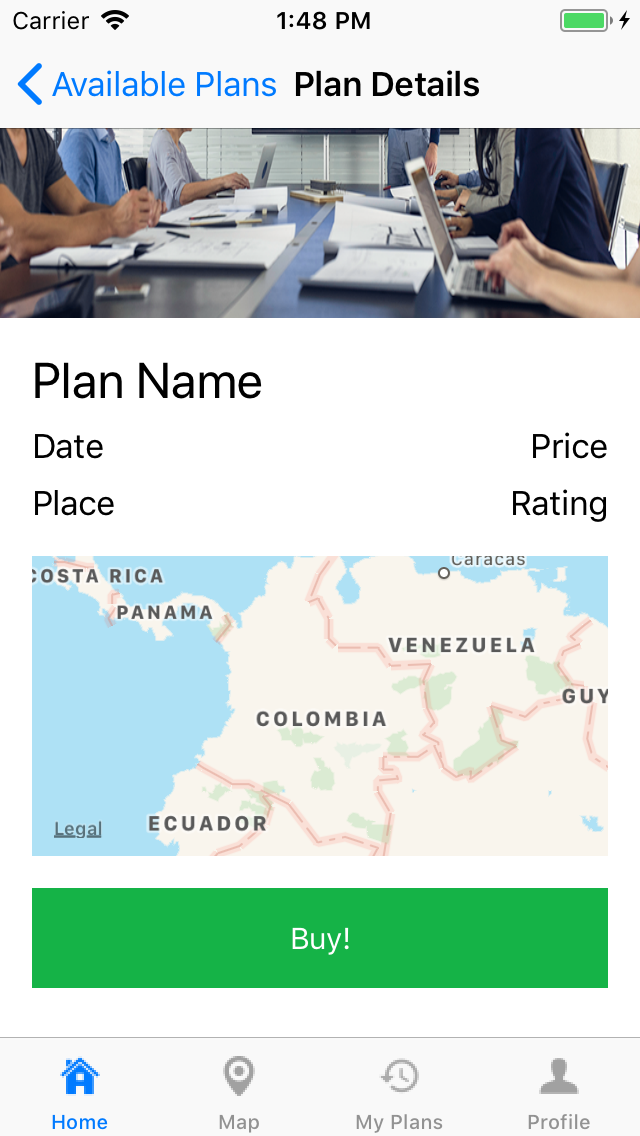 Carrier 1:48 PM
Available Plans Plan Details
Plan Name
Date Price
Place Rating
Caracas
COSTA RICA
PANAMA
VENEZUELA
GUY
COLOMBIA
ECUADOR
Legal
Buy!
Home Map My Plans Profile